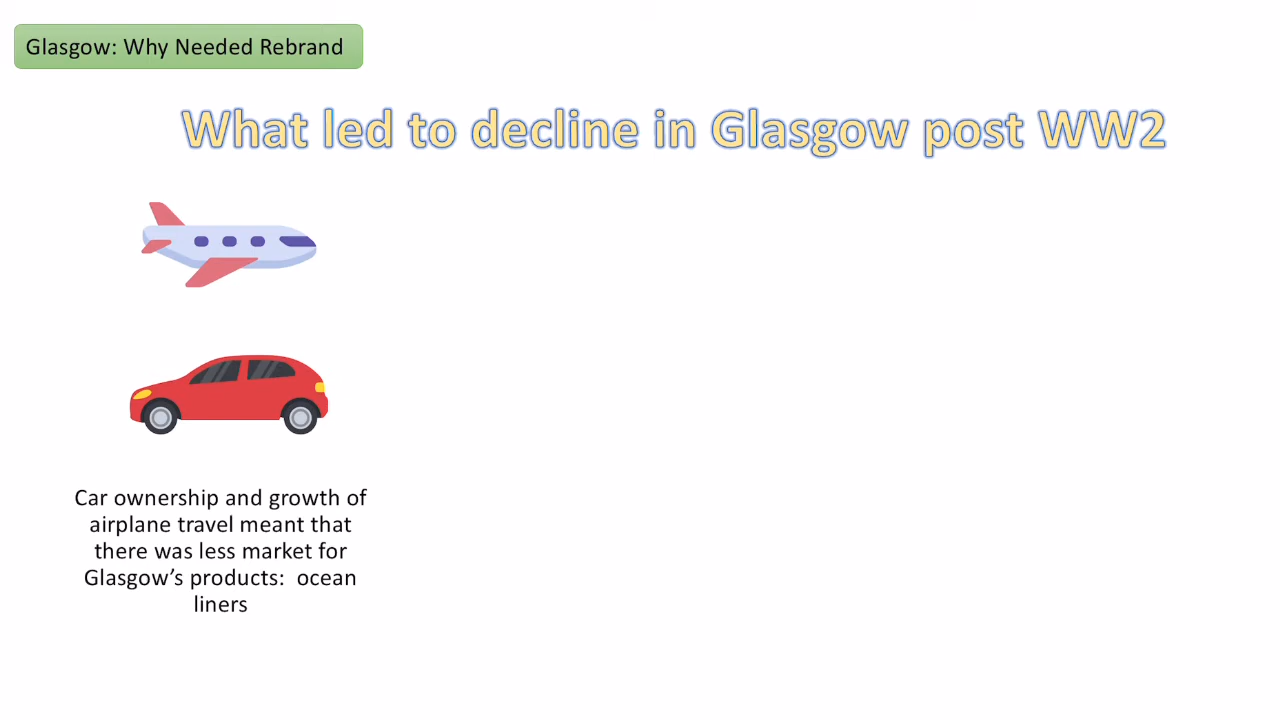 Glasgow: Why Needed Rebrand
What led to decline in Glasgow post WW2
Car ownership and growth of
airplane travel meant that
there was less market for
Glasgow’s products:  ocean
liners